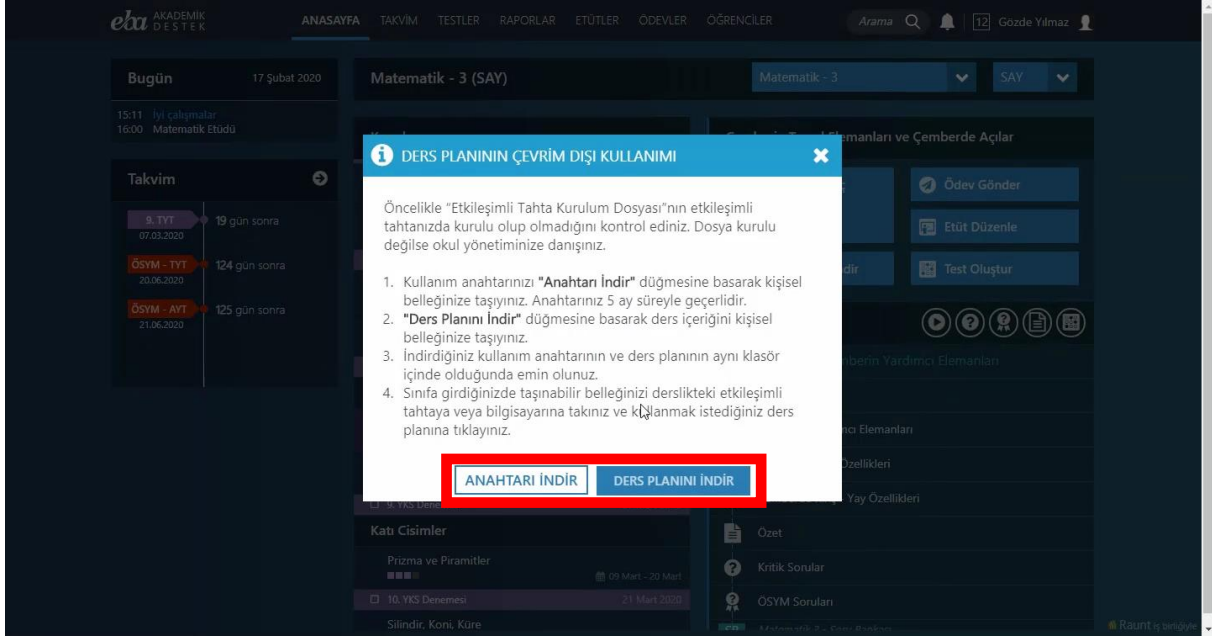 eba AKADEMİK DESTEK
ANASAYFA TAKVİM TESTLER RAPORLAR ETÜTLER ÖDEVLER ÖĞRENCİLER
Arama
12 Gözde Yılmaz
Bugün 17 Şubat 2020
15:11 İyi çalışmalar
16:00 Matematik Etüdü
Takvim
9. TYT 19 gün sonra
07.03.2020
ÖSYM - TYT 124 gün sonra
20.06.2020
ÖSYM - AYT 125 gün sonra
21.06.2020
Matematik - 3 (SAY)
Matematik - 3 SAY
DERS PLANININ ÇEVRİM DIŞI KULLANIMI
Öncelikle "Etkileşimli Tahta Kurulum Dosyası"nın etkileşimli
tahtanızda kurulu olup olmadığını kontrol ediniz. Dosya kurulu
değilse okul yönetiminize danışınız.
1. Kullanım anahtarınızı "Anahtarı İndir" düğmesine basarak kişisel
belleğinize taşıyınız. Anahtarınız 5 ay süreyle geçerlidir.
2. "Ders Planını İndir" düğmesine basarak ders içeriğini kişisel
belleğinize taşıyınız.
3. İndirdiğiniz kullanım anahtarının ve ders planının aynı klasör
içinde olduğunda emin olunuz.
4. Sınıfa girdiğinizde taşınabilir belleğinizi derslikteki etkileşimli
tahtaya veya bilgisayarına takınız ve kullanmak istediğiniz ders
planına tıklayınız.
ANAHTARI İNDİR DERS PLANINI İNDİR
9. YKS
Katı Cisimler
Prizma ve Piramitler
09 Mart - 20 Mart
10. YKS Denemesi 21 Mart 2020
Silindir, Koni, Küre
ve Çemberde Açılar
Ödev Gönder
Etüt Düzenle
Test Oluştur
Yardımcı Elemanları
Elemanları
Özellikleri
Yay Özellikleri
Özet
Kritik Sorular
ÖSYM Soruları
Raunt iş birliğiyle